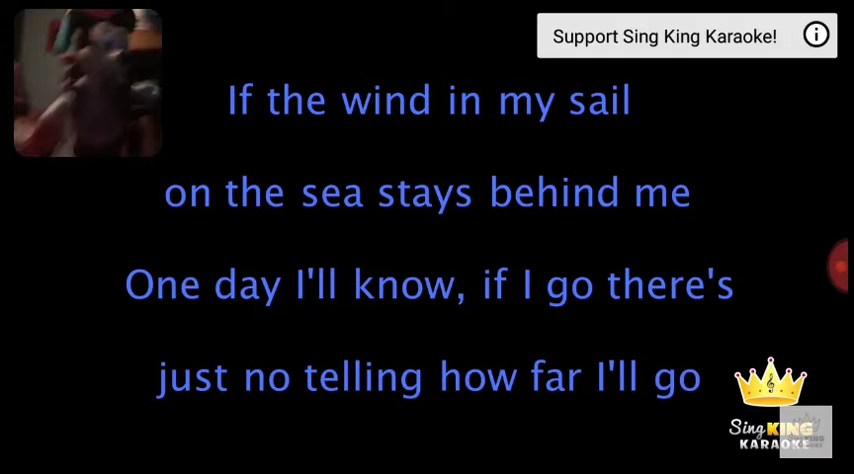 Support Sing King Karaoke!
If the wind in my sail
on the sea stays behind me
One day I'll know, if I go there's
just no telling how far I'll go
Sing KING
KARAOKE